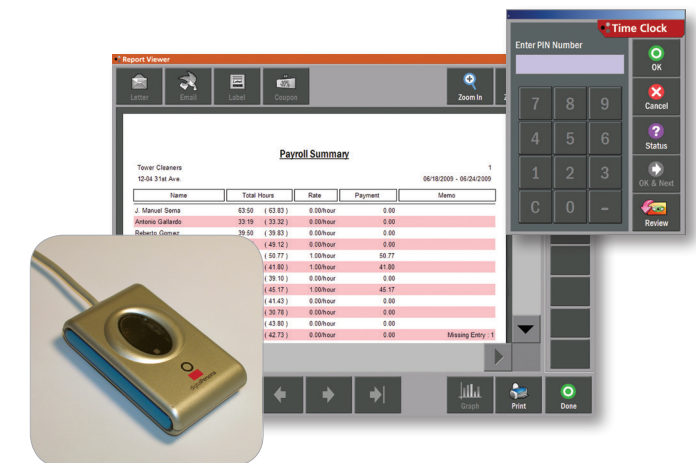 Time Clock
Enter PIN Number
OK
7 8 9
Cancel
4 5 6
Status
1 2 3
OK & Next
C 0 -
Review
Report Viewer
Letter Email Label Coupon Zoom In
Payroll Summary
Tower Cleaners 1
12-04 31st Ave. 06/18/2009 - 06/24/2009
Name Total Hours Rate Payment Memo
J. Manuel Serna 63:50 ( 63.83 ) 0.00/hour 0.00
Antonio Gallardo 33:19 ( 33.32 ) 0.00/hour 0.00
Roberto Gomez 39:50 ( 39.83 ) 0.00/hour 0.00
( 49.12 ) 0.00/hour 0.00
( 50.77 ) 1.00/hour 50.77
( 41.80 ) 1.00/hour 41.80
( 39.10 ) 0.00/hour 0.00
( 45.17 ) 1.00/hour 45.17
( 41.43 ) 0.00/hour 0.00
( 30.78 ) 0.00/hour 0.00
( 43.80 ) 0.00/hour 0.00
( 42.73 ) 0.00/hour 0.00 Missing Entry : 1
Graph Print Done
digitalPersona